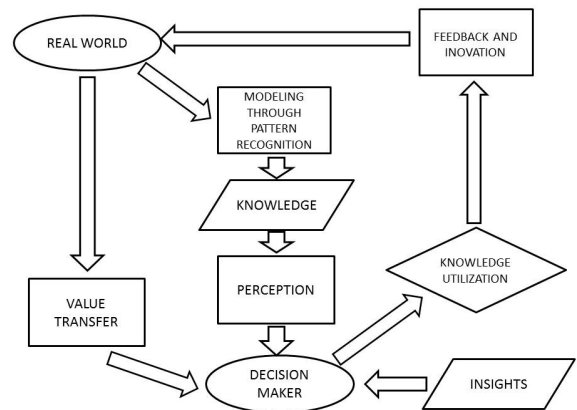 REAL WORLD
FEEDBACK AND
INOVATION
MODELING
THROUGH
PATTERN
RECOGNITION
KNOWLEDGE
KNOWLEDGE
UTILIZATION
PERCEPTION
VALUE
TRANSFER
DECISION
MAKER
INSIGHTS